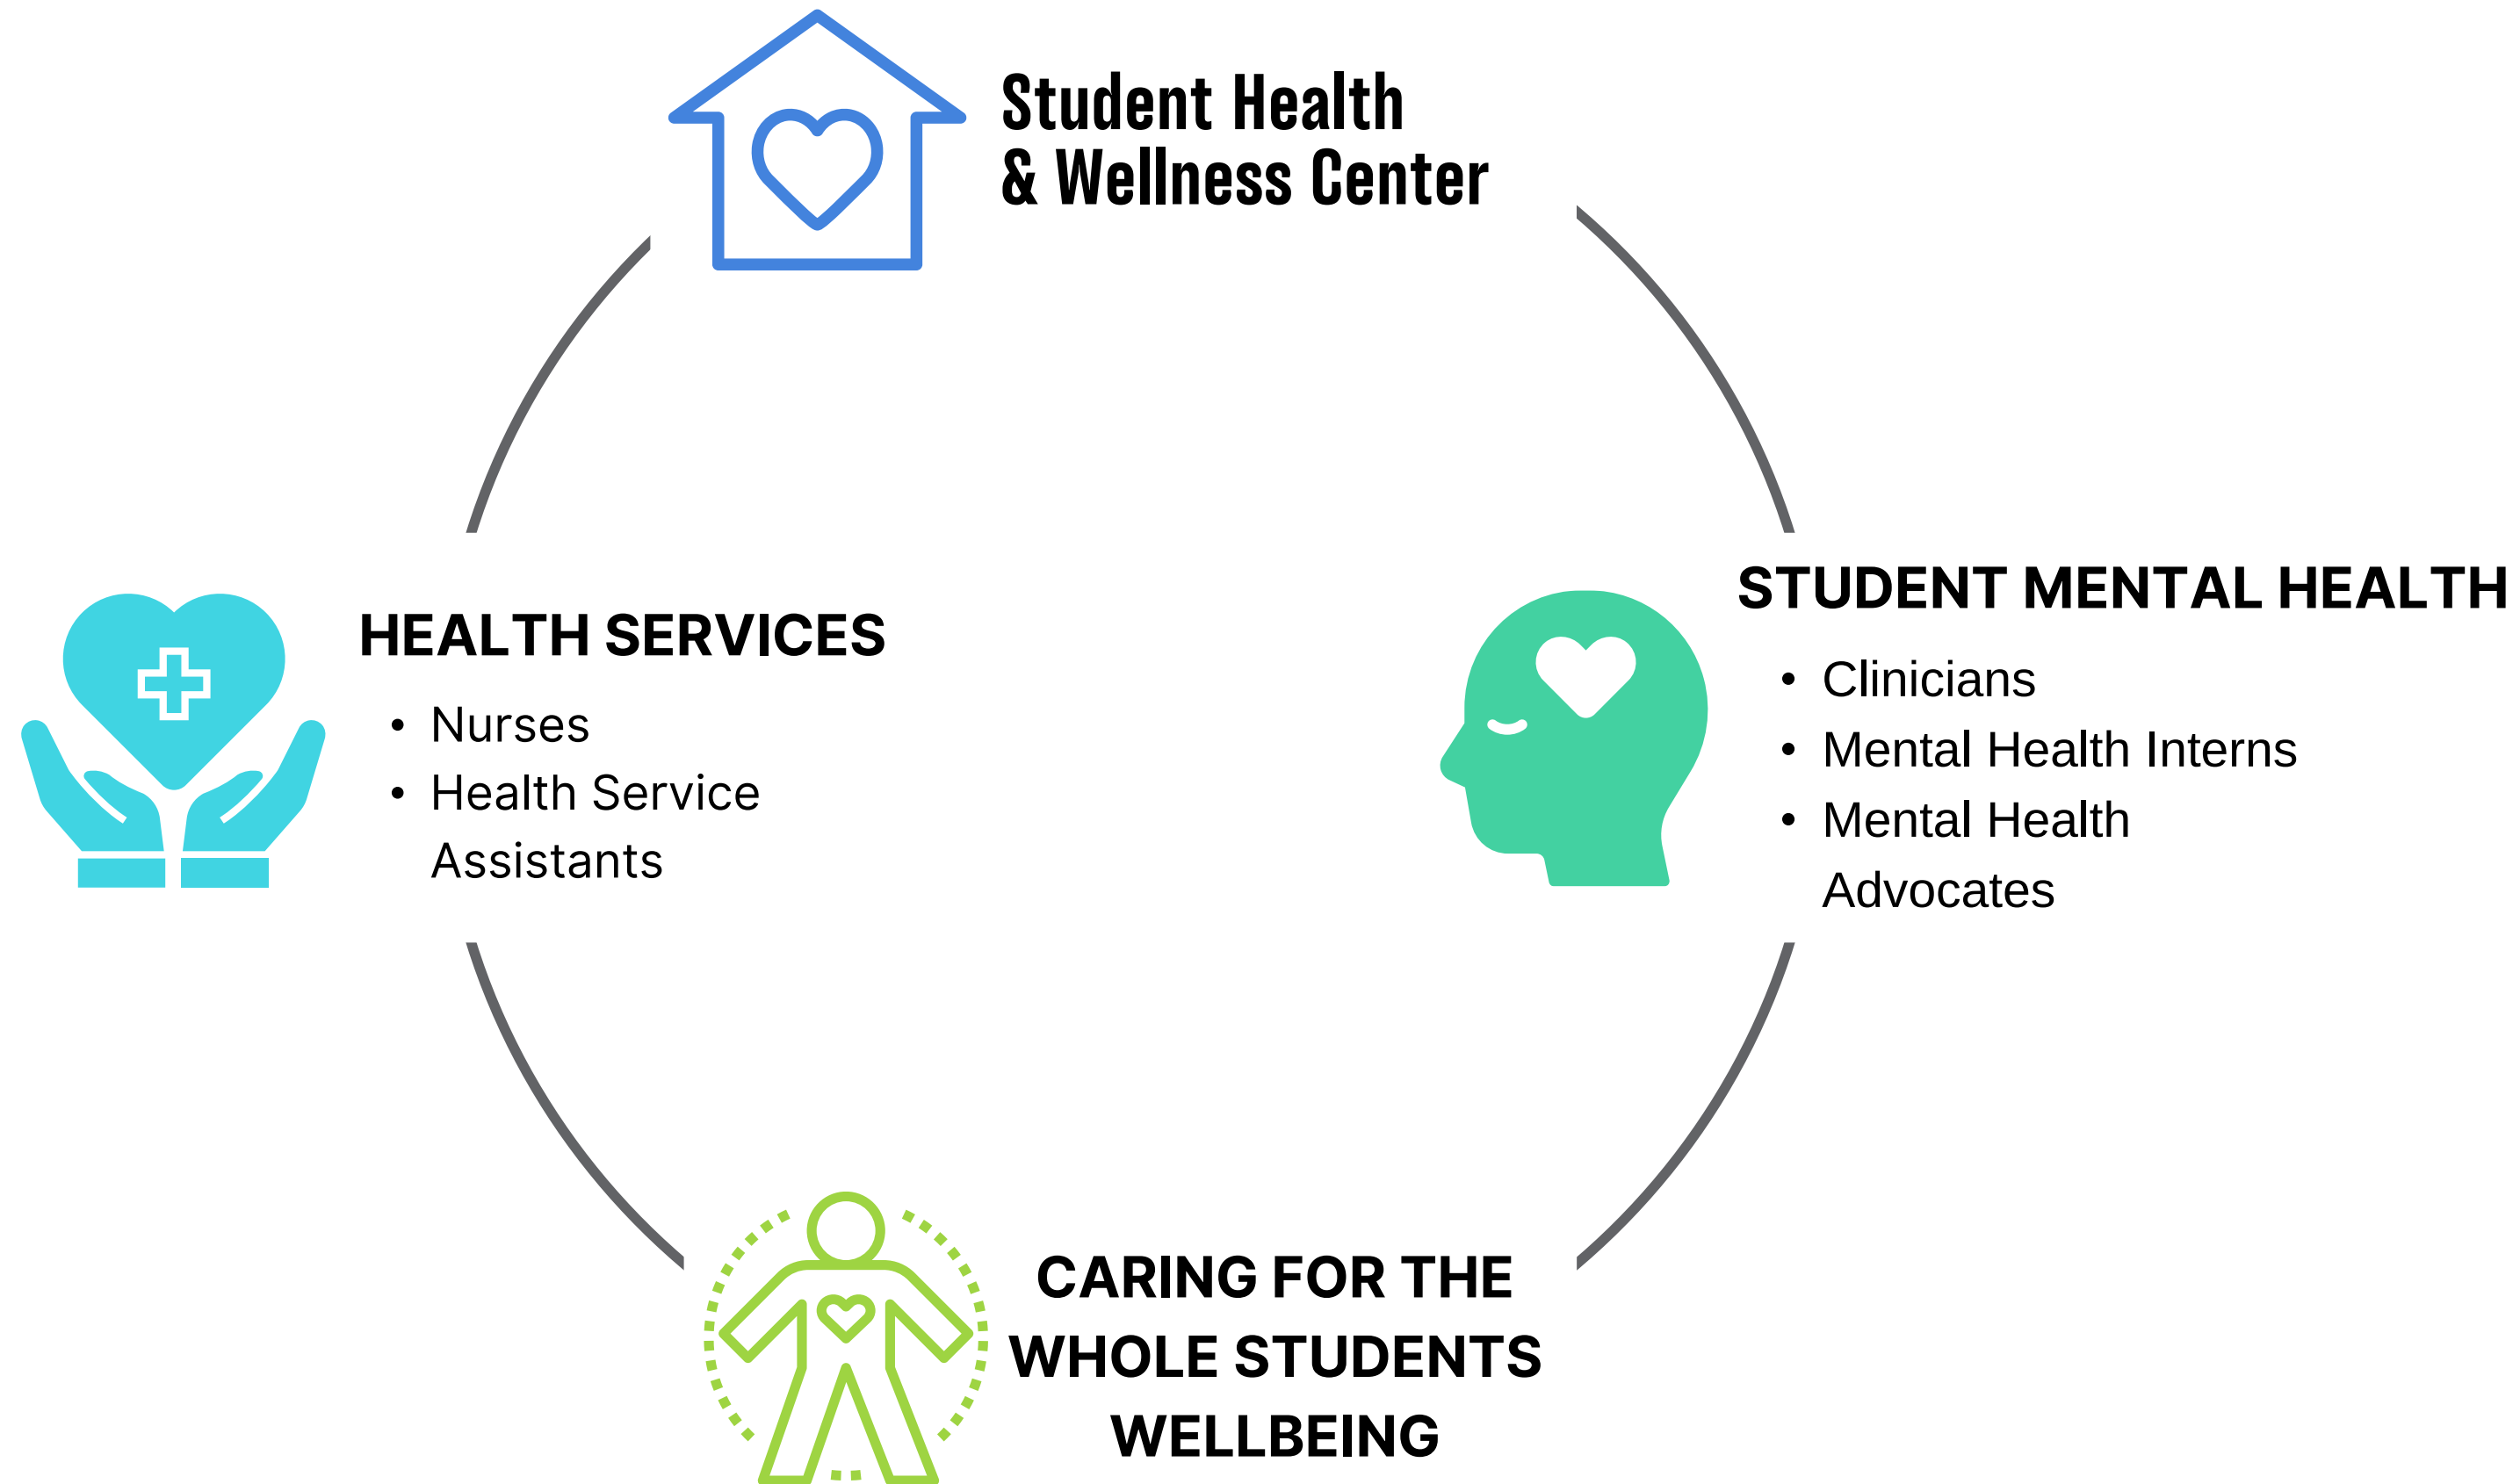 Student Health
& Wellness Center
HEALTH SERVICES
• Nurses
• Health Service
Assistants
STUDENT MENTAL HEALTH
• Clinicians
• Mental Health Interns
• Mental Health
Advocates
CARING FOR THE
WHOLE STUDENTS
WELLBEING